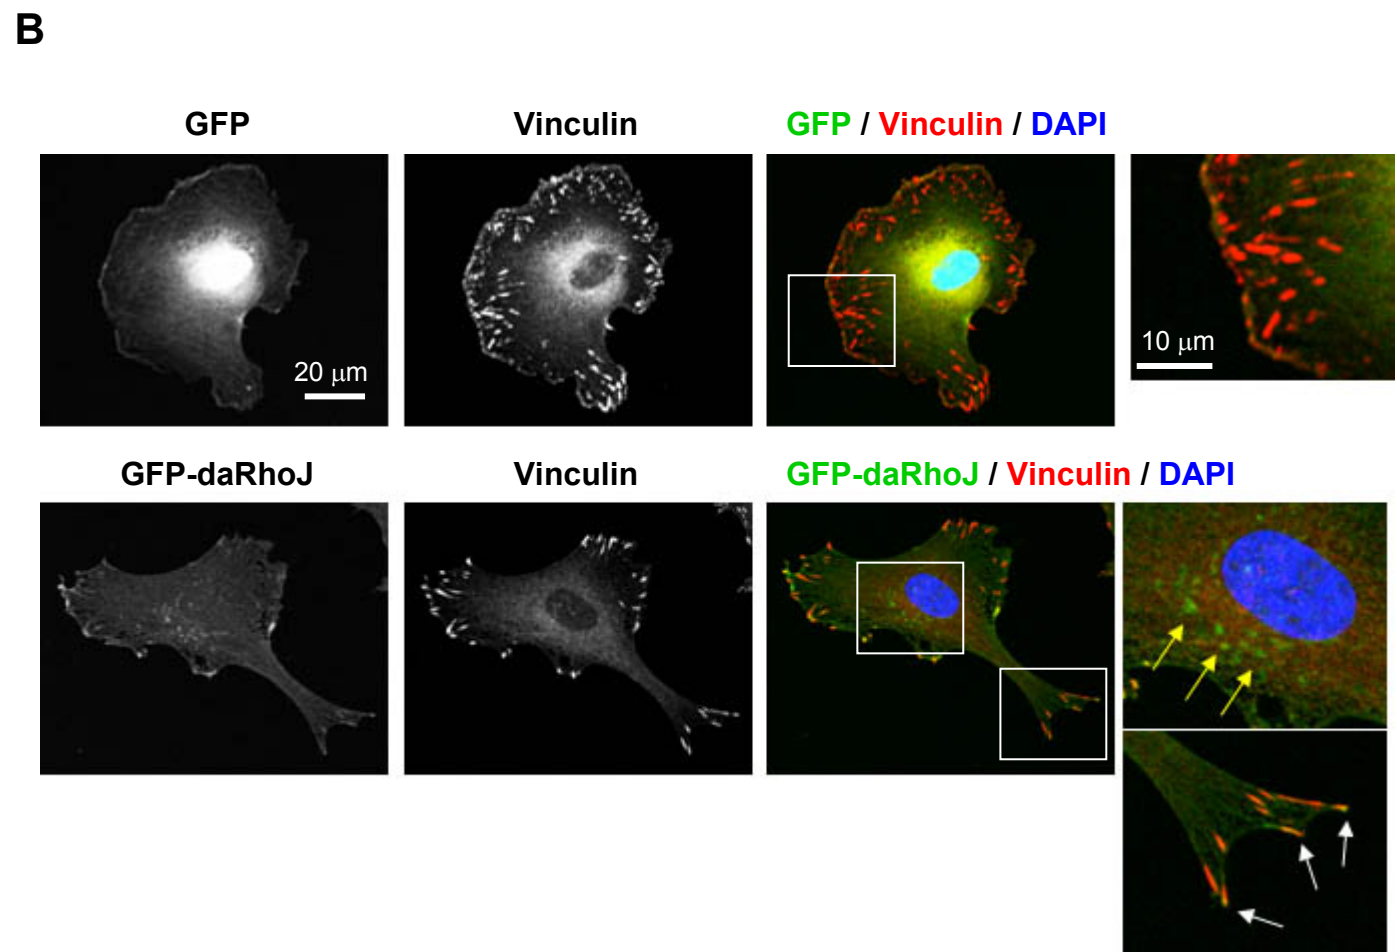 B
GFP
Vinculin
GFP / Vinculin / DAPI
20 μm
10 μm
GFP-daRhoJ
Vinculin
GFP-daRhoJ / Vinculin / DAPI